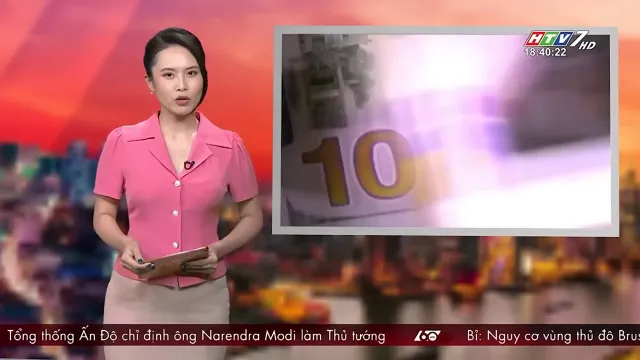 HTV7 HD
18:40:22
10
Tổng thống Ấn Độ chỉ định ông Narendra Modi làm Thủ tướng 60 Bỉ: Nguy cơ vùng thủ đô Brus